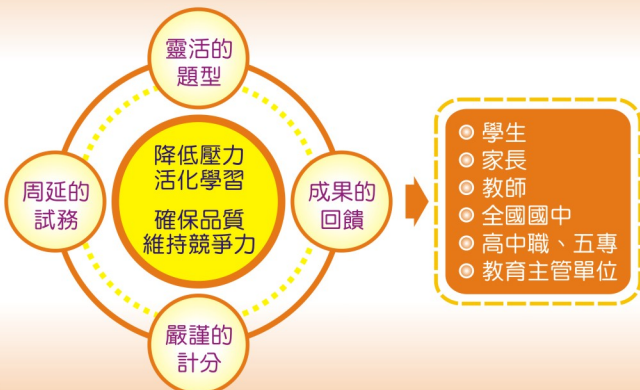 靈活的
題型
周延的
試務
降低壓力
活化學習
確保品質
維持競爭力
成果的
回饋
嚴謹的
計分
學生
家長
教師
全國國中
高中職、五專
教育主管單位